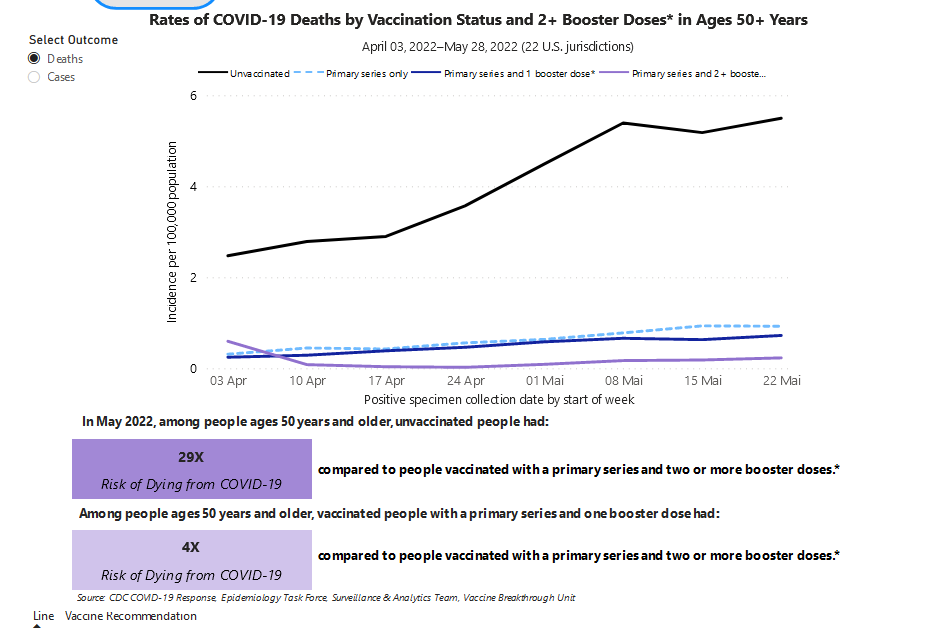 Rates of COVID-19 Deaths by Vaccination Status and 2+ Booster Doses* in Ages 50+ Years
Select Outcome
April 03, 2022–May 28, 2022 (22 U.S. jurisdictions)
Deaths
Cases
Unvaccinated Primary series only Primary series and 1 booster dose* Primary series and 2+ booste...
Incidence per 100,000 population
6
4
2
0
03 Apr 10 Apr 17 Apr 24 Apr 01 Mai 08 Mai 15 Mai 22 Mai
Positive specimen collection date by start of week
In May 2022, among people ages 50 years and older, unvaccinated people had:
29X
Risk of Dying from COVID-19
compared to people vaccinated with a primary series and two or more booster doses.*
Among people ages 50 years and older, vaccinated people with a primary series and one booster dose had:
4X
Risk of Dying from COVID-19
compared to people vaccinated with a primary series and two or more booster doses.*
Source: CDC COVID-19 Response, Epidemiology Task Force, Surveillance & Analytics Team, Vaccine Breakthrough Unit
Line Vaccine Recommendation